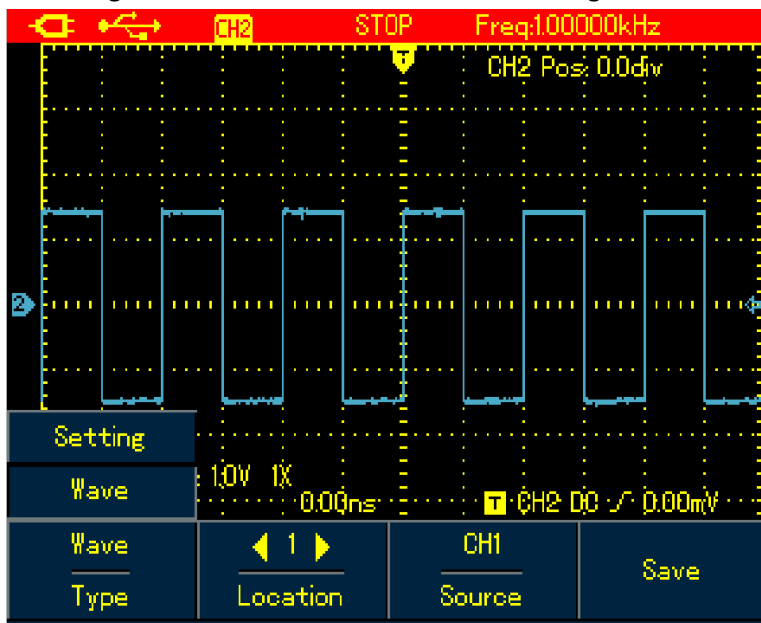 CH2 STOP Freq:1.00000kHz
T
CH2 Pos: 0.0div
2
Setting
Wave
: 1.0V 1X
0.00ns T CH2 DC 0.00mV
Wave 1 CH1 Save
Type Location Source